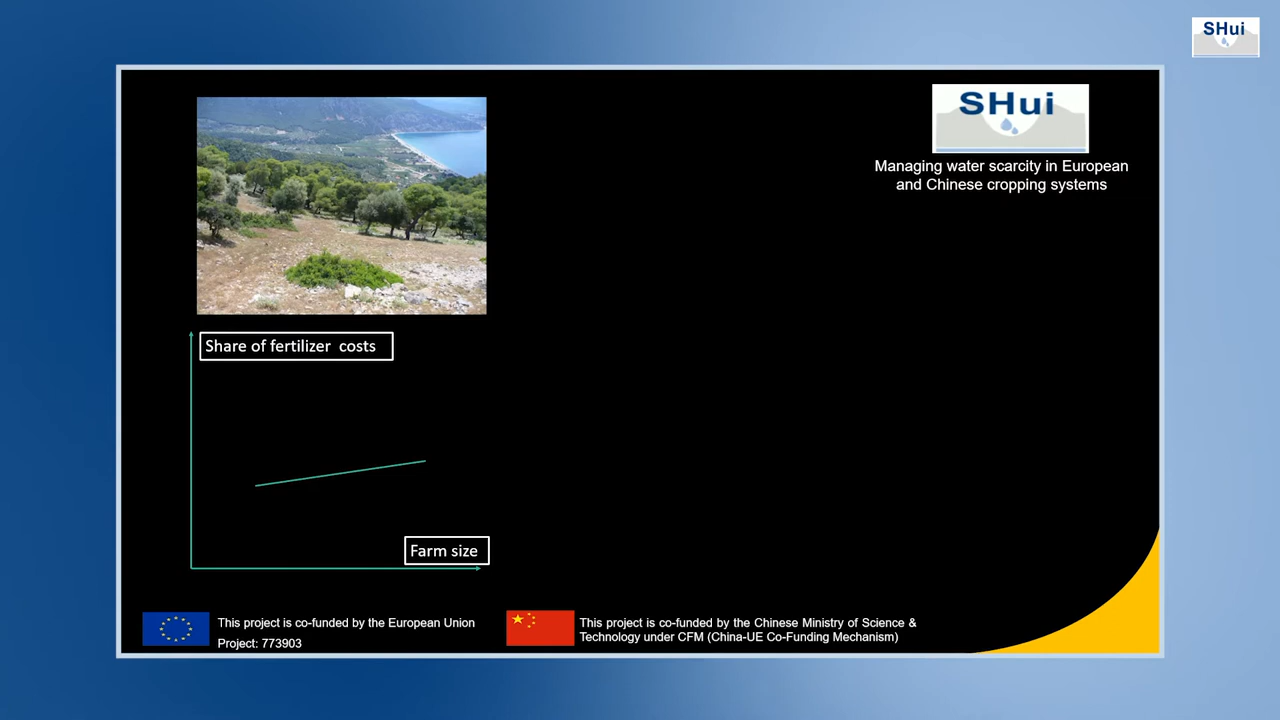 SHui
SHui
Managing water scarcity in European
and Chinese cropping systems
Share of fertilizer costs
Farm size
This project is co-funded by the European Union
Project: 773903
This project is co-funded by the Chinese Ministry of Science &
Technology under CFM (China-UE Co-Funding Mechanism)